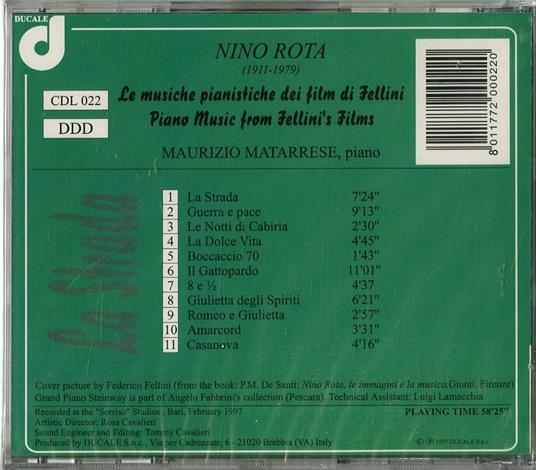 DUCALE
d
NINO ROTA
(1911-1979)
CDL 022
DDD
Le musiche pianistiche dei film di Fellini
Piano Music from Fellini's Films
MAURIZIO MATARRESE, piano
8 011772 000220
La Strada
1 La Strada 7'24"
2 Guerra e pace 9'13"
3 Le Notti di Cabiria 2'30"
4 La Dolce Vita 4'45"
5 Boccaccio 70 1'43"
6 Il Gattopardo 11'01"
7 8 e ½ 4'37
8 Giulietta degli Spiriti 6'21"
9 Romeo e Giulietta 2'57"
10 Amarcord 3'31"
11 Casanova 4'16"
Cover picture by Federico Fellini (from the book: P.M. De Santi: Nino Rota, le immagini e la musica, Giunti, Firenze)
Grand Piano Steinway is part of Angelo Fabbrini's collection (Pescara). Technical Assistant: Luigi Lamacchia
Recorded at the "Sorriso" Studios , Bari, February 1997 PLAYING TIME 58'25"
Artistic Director: Rosa Cavalieri
Sound Engineer and Editing: Tommy Cavalieri
Produced by DUCALE S.n.c., Via per Cadrezzate, 6 - 21020 Brebbia (VA) Italy © ℗ 1997 DUCALE S.n.c.